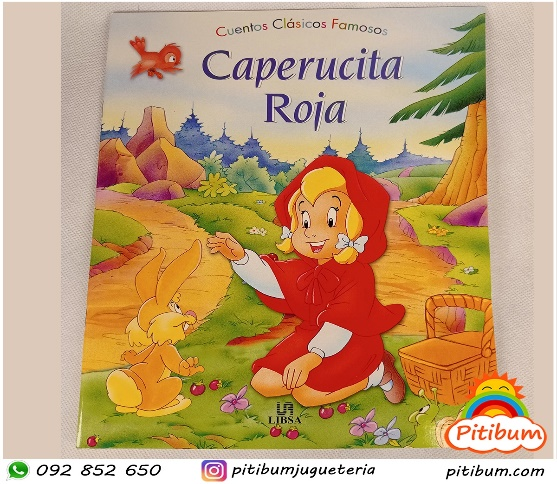 Cuentos Clásicos Famosos
Caperucita
Roja
LIBSA
Pitibum
092 852 650
pitibumjugueteria
pitibum.com